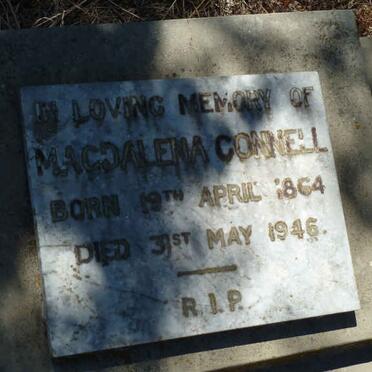 IN LOVING MEMORY OF
MAGDALENA CONNELL
BORN 19TH APRIL 1864
DIED 31ST MAY 1946.
R.I.P.